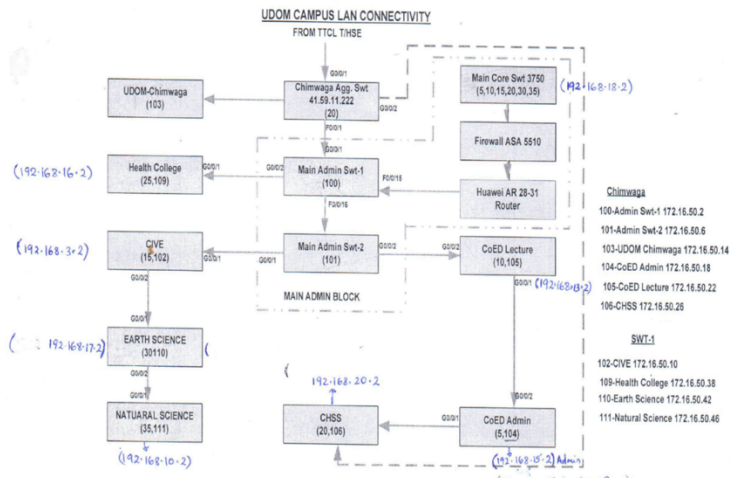 UDOM CAMPUS LAN CONNECTIVITY
FROM TTCL T/HSE
G0/0/1
UDOM-Chimwaga
(103)
Chimwaga Agg. Swt
41.59.11.222
(20)
G0/0/2
F0/0/1
Main Core Swt 3750
(5,10,15,20,30,35)
(192.168.18.2)
Firewall ASA 5510
Huawei AR 28-31
Router
F0/0/15
(192.168.16.2)
Health College
(25,109)
G0/0/1
G0/0/2
Main Admin Swt-1
(100)
F0/0/16
(192.168.3.2)
CIVE
(15,102)
G0/0/1
G0/0/1
Main Admin Swt-2
(101)
G0/0/2
G0/0/2
CoED Lecture
(10,105)
G0/0/1
(192.168.13.2)
MAIN ADMIN BLOCK
G0/0/2
G0/0/1
(192.168.17.2)
EARTH SCIENCE
(30110)
(
G0/0/2
G0/0/1
NATUARAL SCIENCE
(35,111)
(192.168.10.2)
(
192.168.20.2
CHSS
(20,106)
G0/0/1
G0/0/2
CoED Admin
(5,104)
(192.168.15.2) Admin
Chimwaga
100-Admin Swt-1 172.16.50.2
101-Admin Swt-2 172.16.50.6
103-UDOM Chimwaga 172.16.50.14
104-CoED Admin 172.16.50.18
105-CoED Lecture 172.16.50.22
106-CHSS 172.16.50.26
SWT-1
102-CIVE 172.16.50.10
109-Health College 172.16.50.38
110-Earth Science 172.16.50.42
111-Natural Science 172.16.50.46